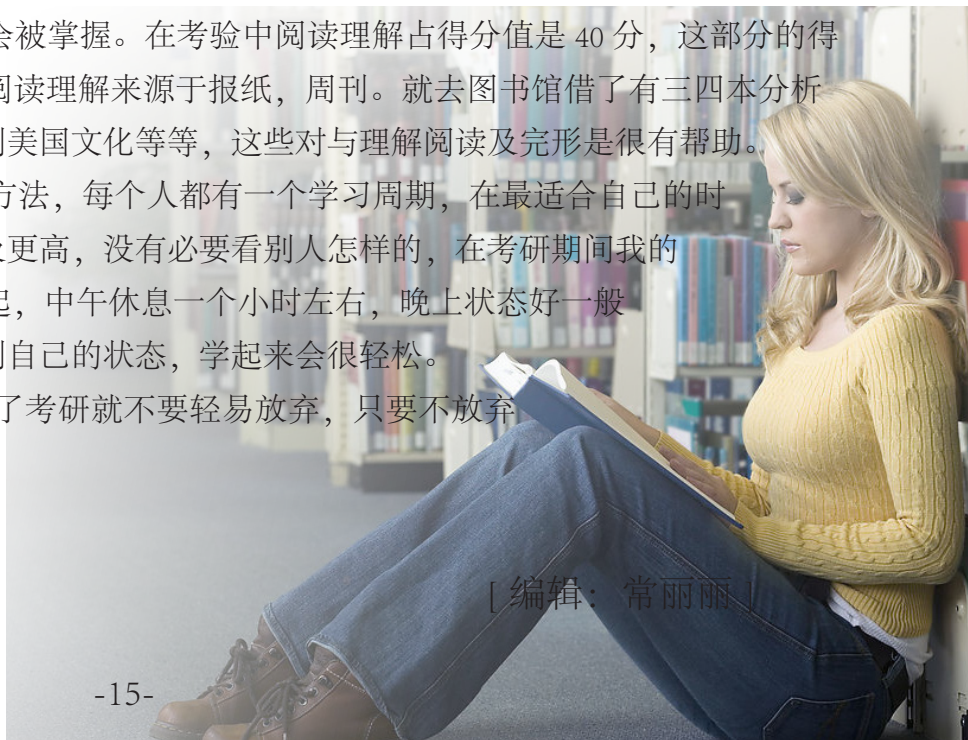 会被掌握。在考验中阅读理解占得分值是 40 分，这部分的得
阅读理解来源于报纸，周刊。就去图书馆借了有三四本分析
到美国文化等等，这些对与理解阅读及完形是很有帮助。
方法，每个人都有一个学习周期，在最适合自己的时
更高，没有必要看别人怎样的，在考研期间我的
起，中午休息一个小时左右，晚上状态好一般
到自己的状态，学起来会很轻松。
了考研就不要轻易放弃，只要不放弃
[ 编辑：常丽丽 ]
-15-